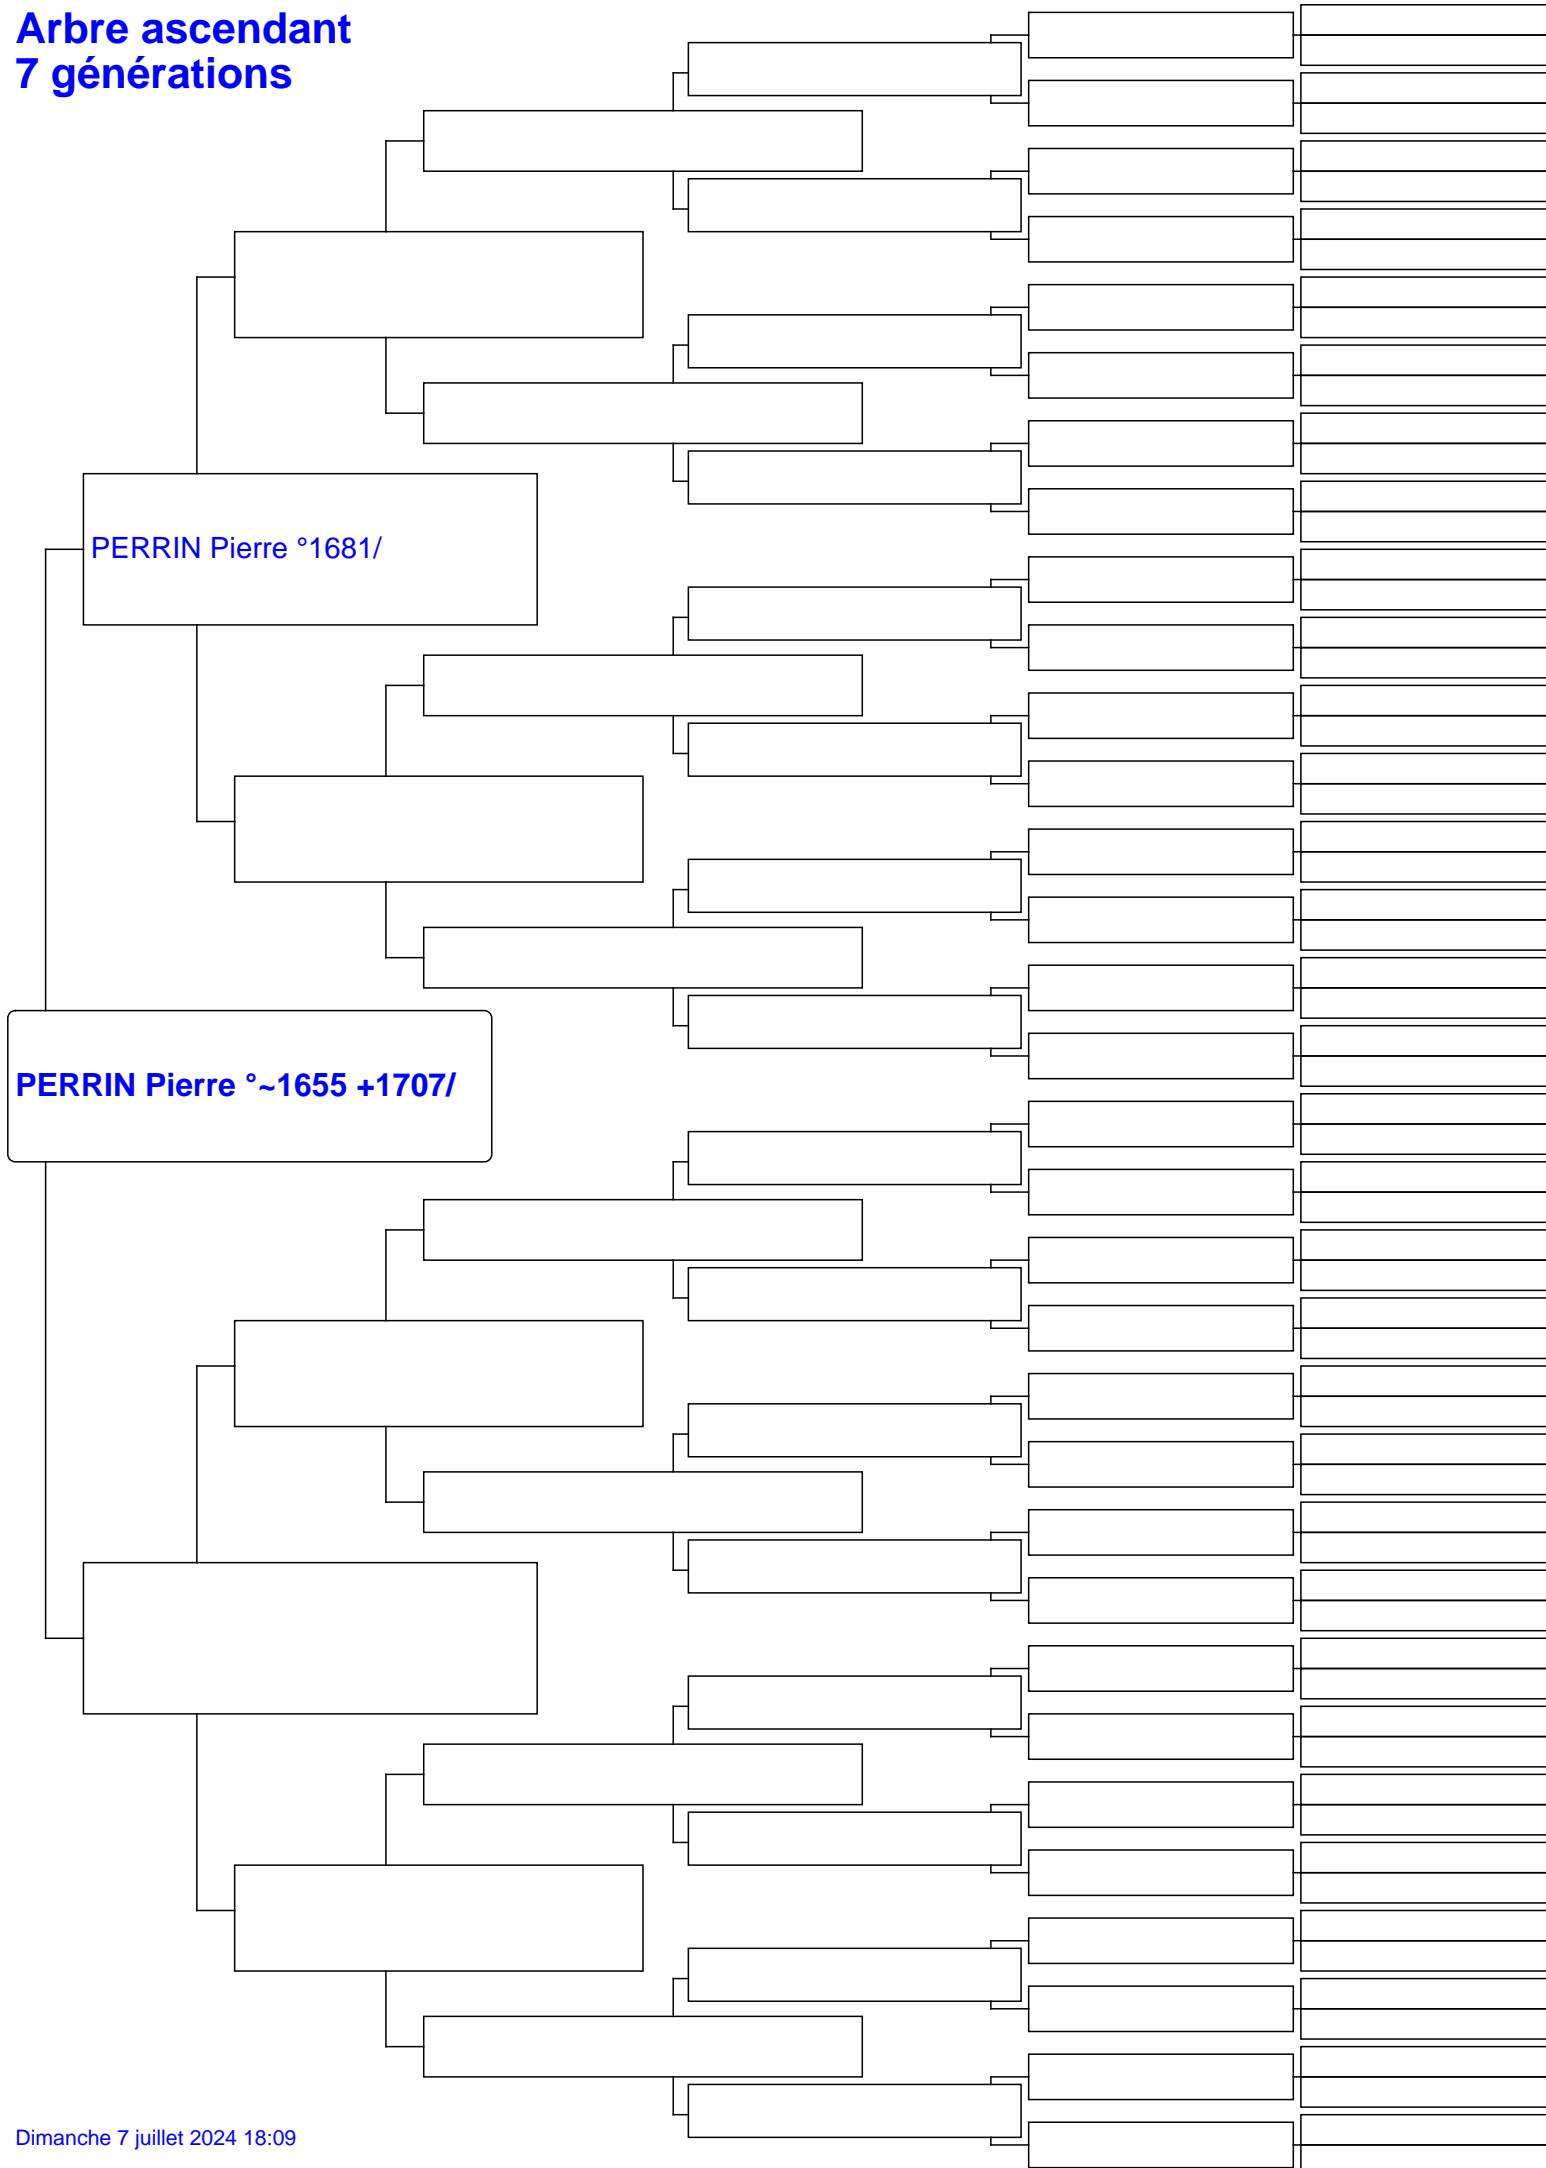 Arbre ascendant
7 générations
PERRIN Pierre °1681/
PERRIN Pierre °~1655 +1707/
Dimanche 7 juillet 2024 18:09